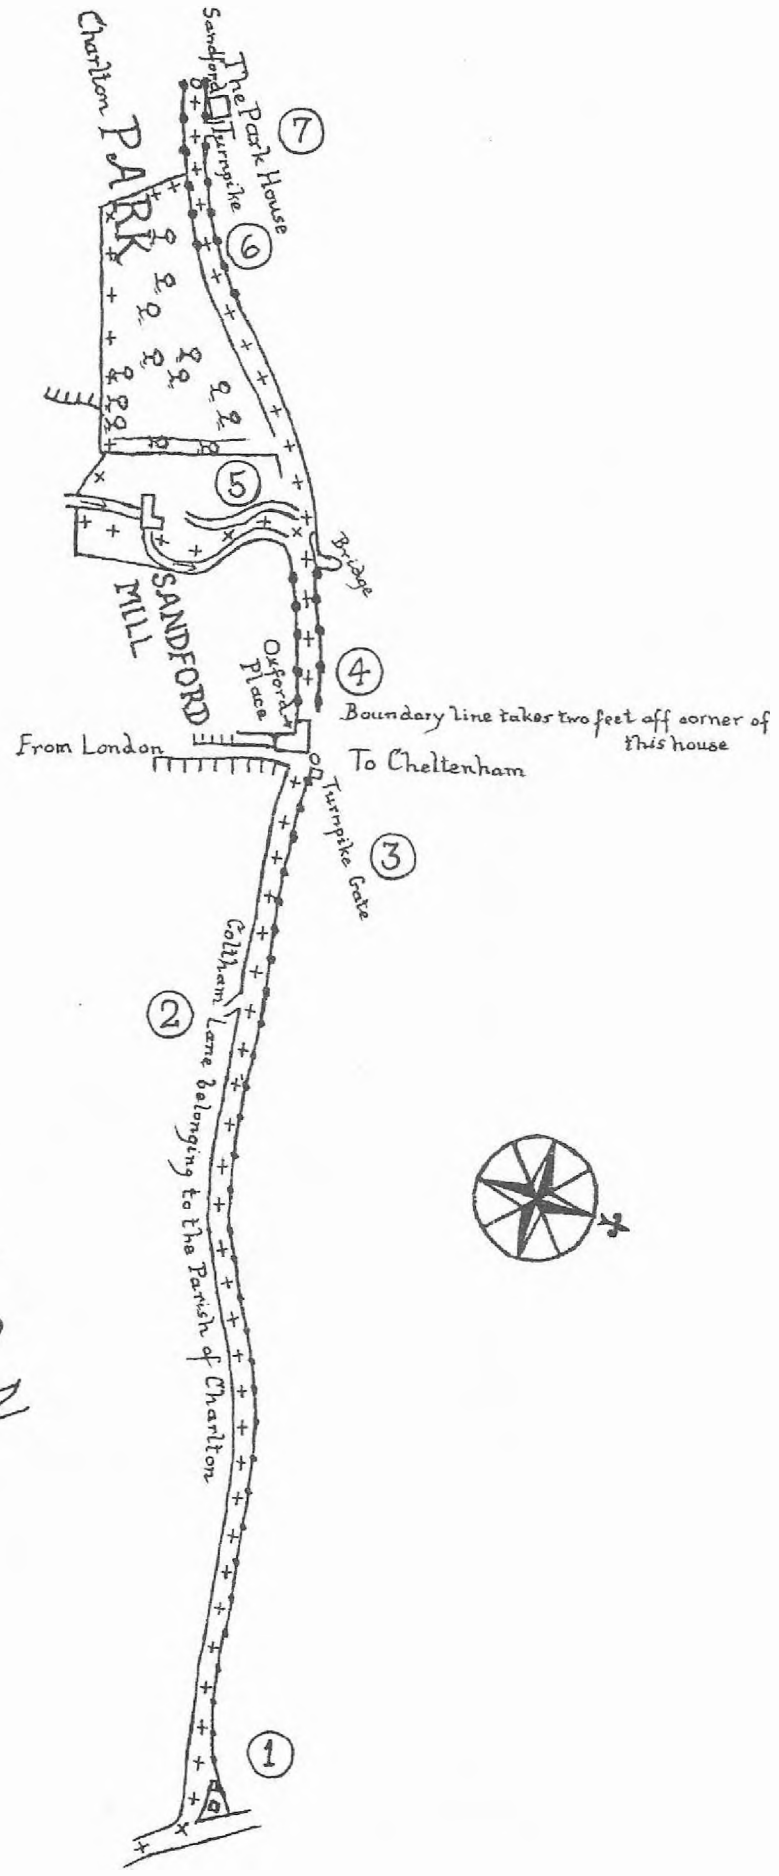 Charlton PARK
Sandford Turnpike
The Park House
7
6
5
Bridge
SANDFORD
MILL
Oxford
Place
4
Boundary line takes two feet off corner of
this house
From London
To Cheltenham
Turnpike Gate
3
Coltham Lane belonging to the Parish of Charlton
2
1